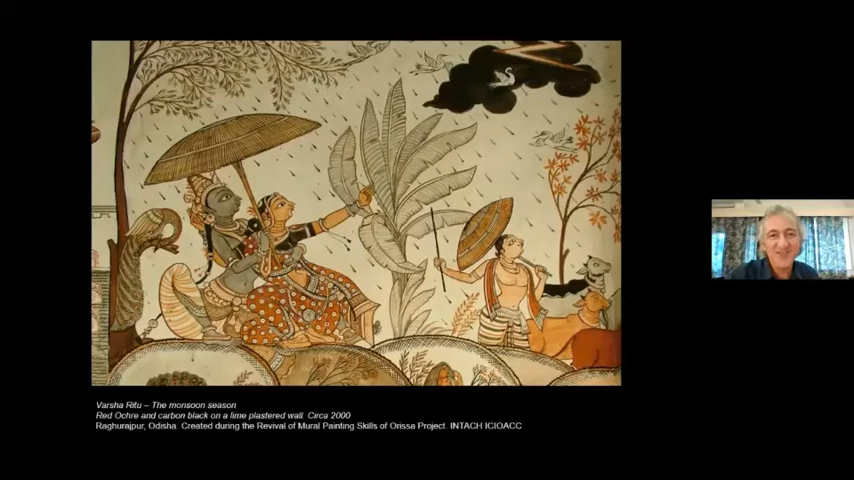 Varsha Ritu – The monsoon season
Red Ochre and carbon black on a lime plastered wall. Circa 2000
Raghurajpur, Odisha. Created during the Revival of Mural Painting Skills of Orissa Project. INTACH ICIOACC